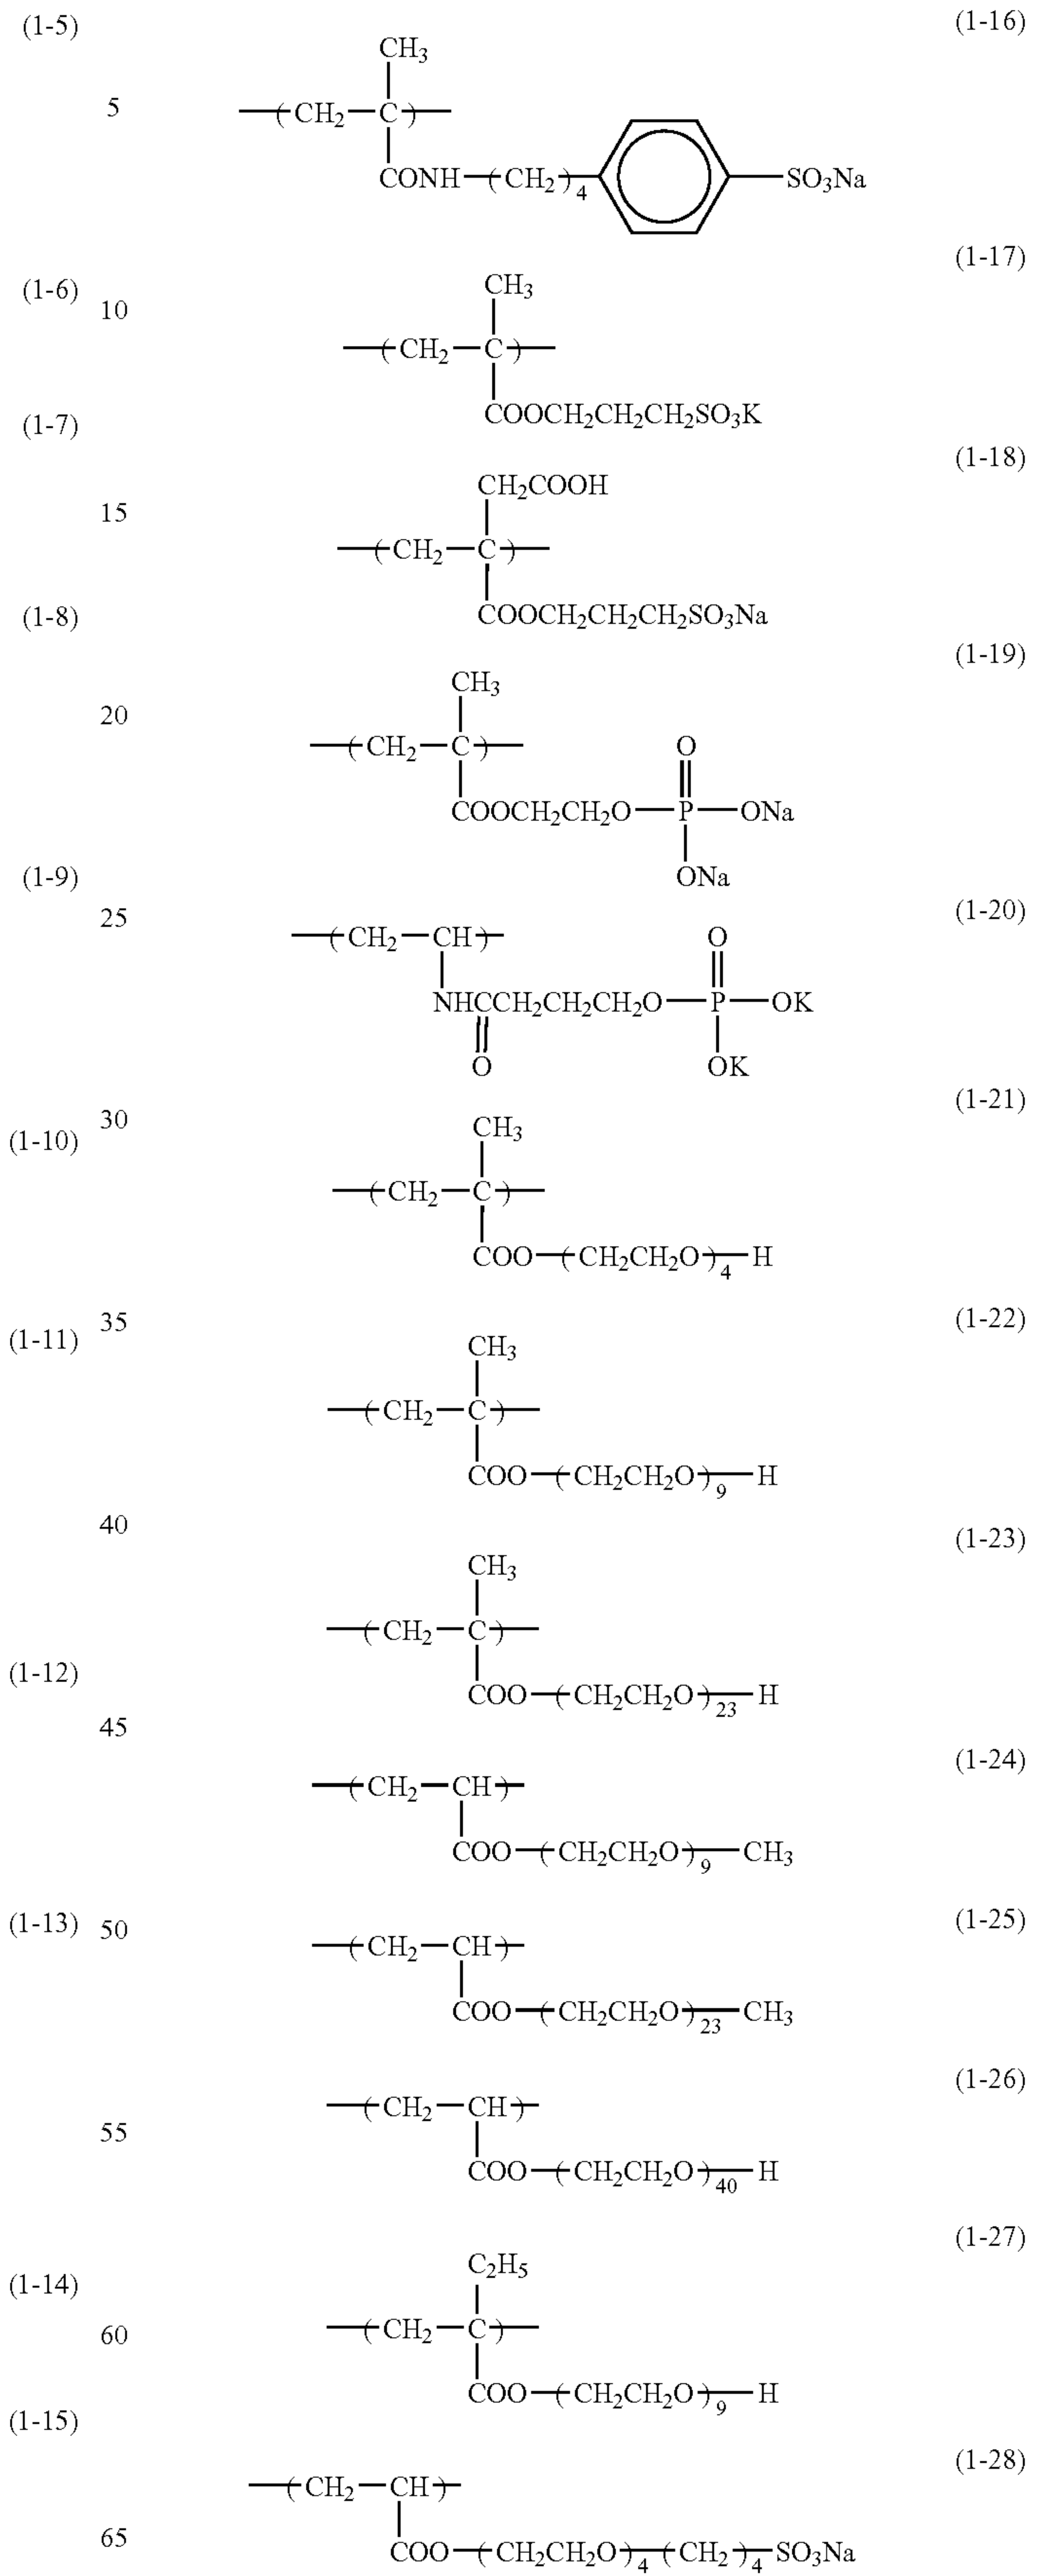 (1-5)
(1-16)
CH3
5
—(CH2—C)—
CONH—(CH2)4
SO3Na
(1-17)
(1-6)
10
CH3
—(CH2—C)—
COOCH2CH2CH2SO3K
(1-7)
(1-18)
CH2COOH
15
—(CH2—C)—
COOCH2CH2CH2SO3Na
(1-8)
(1-19)
CH3
20
—(CH2—C)—
O
COOCH2CH2O—P—ONa
ONa
(1-9)
25
(1-20)
—(CH2—CH)—
O
NHCCH2CH2CH2O—P—OK
O
OK
(1-21)
30
(1-10)
CH3
—(CH2—C)—
COO—(CH2CH2O)4—H
35
(1-22)
(1-11)
CH3
—(CH2—C)—
COO—(CH2CH2O)9—H
40
(1-23)
CH3
—(CH2—C)—
(1-12)
COO—(CH2CH2O)23—H
45
(1-24)
—(CH2—CH)—
COO—(CH2CH2O)9—CH3
(1-13)
50
(1-25)
—(CH2—CH)—
COO—(CH2CH2O)23—CH3
(1-26)
—(CH2—CH)—
55
COO—(CH2CH2O)40—H
(1-27)
C2H5
(1-14)
60
—(CH2—C)—
COO—(CH2CH2O)9—H
(1-15)
(1-28)
—(CH2—CH)—
65
COO—(CH2CH2O)4—(CH2)4—SO3Na